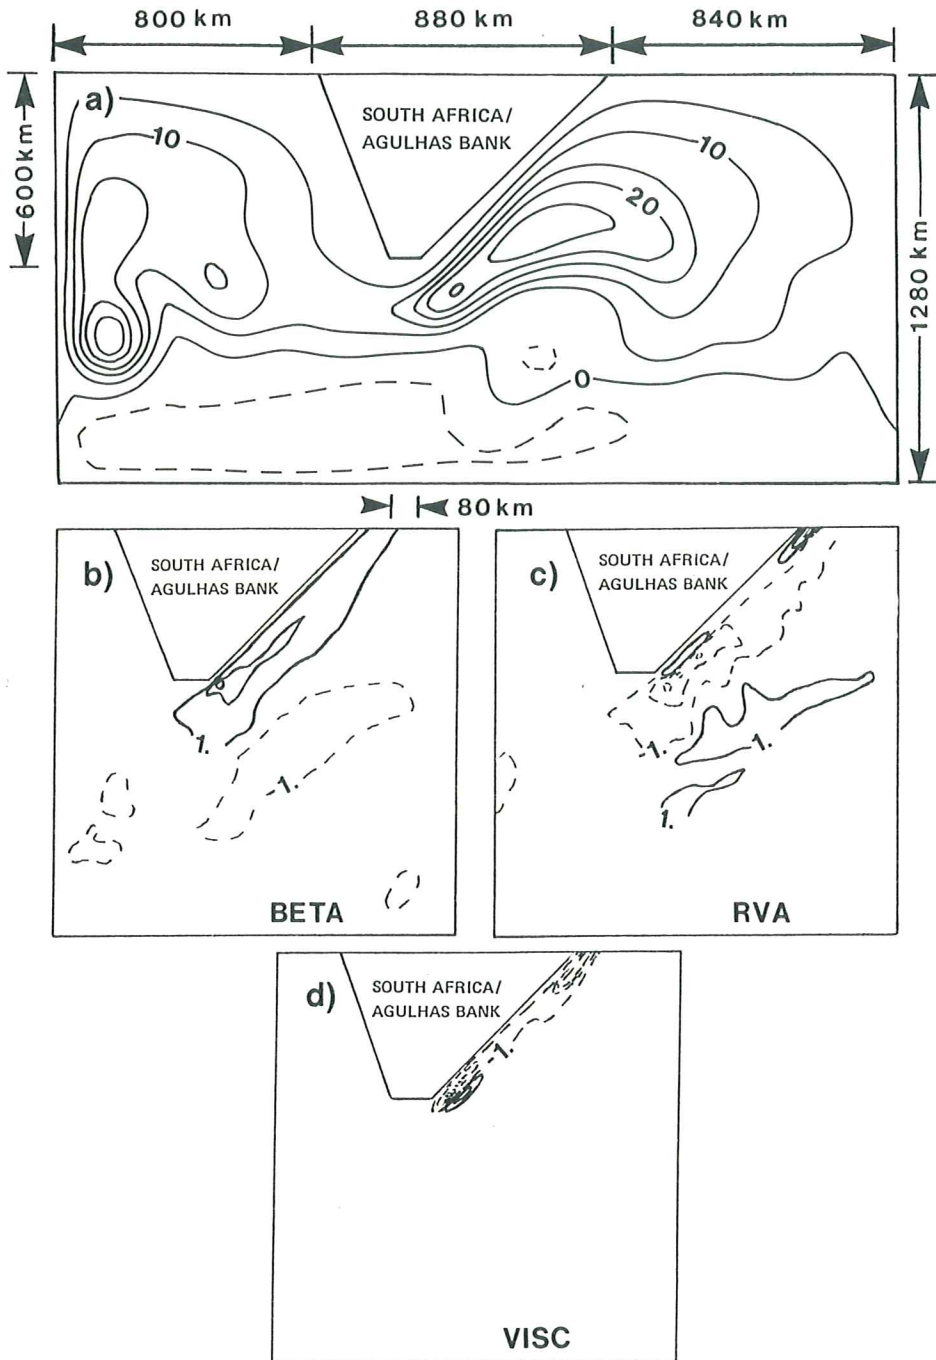 800 km
880 km
840 km
a)
SOUTH AFRICA/
AGULHAS BANK
10
10
20
0
600km
1280 km
80 km
b)
SOUTH AFRICA/
AGULHAS BANK
1.
-1.
BETA
c)
SOUTH AFRICA/
AGULHAS BANK
-1.
1.
1.
RVA
d)
SOUTH AFRICA/
AGULHAS BANK
-1.
VISC